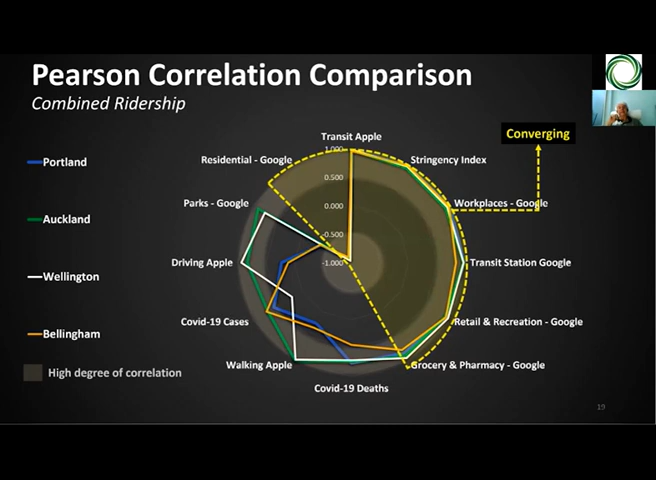 Pearson Correlation Comparison
Combined Ridership
Converging
Transit Apple
Residential - Google
Stringency Index
Portland
Parks - Google
Workplaces - Google
Auckland
Driving Apple
Transit Station Google
Wellington
Covid-19 Cases
Retail & Recreation - Google
Bellingham
Walking Apple
Grocery & Pharmacy - Google
High degree of correlation
Covid-19 Deaths
1.000
0.500
0.000
-0.500
-1.000
19